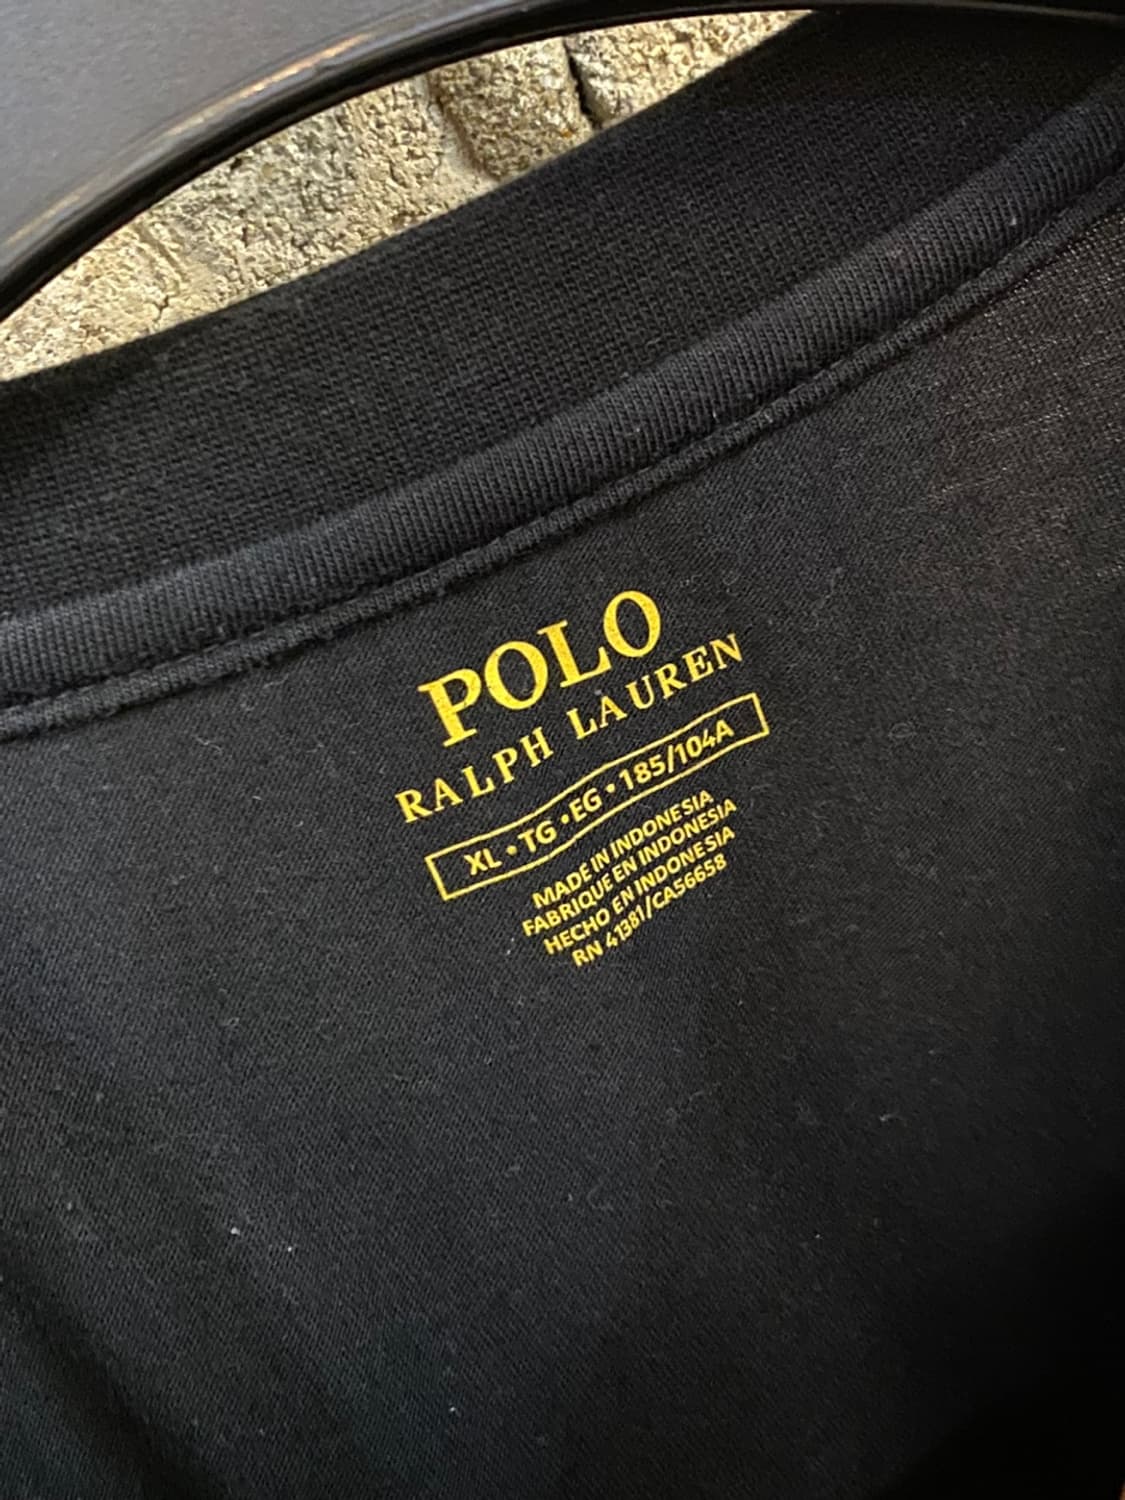 POLO
RALPH LAUREN
XL • TG • EG • 185/104A
MADE IN INDONESIA
FABRIQUE EN INDONESIA
HECHO EN INDONESIA
RN 41381/CA56658